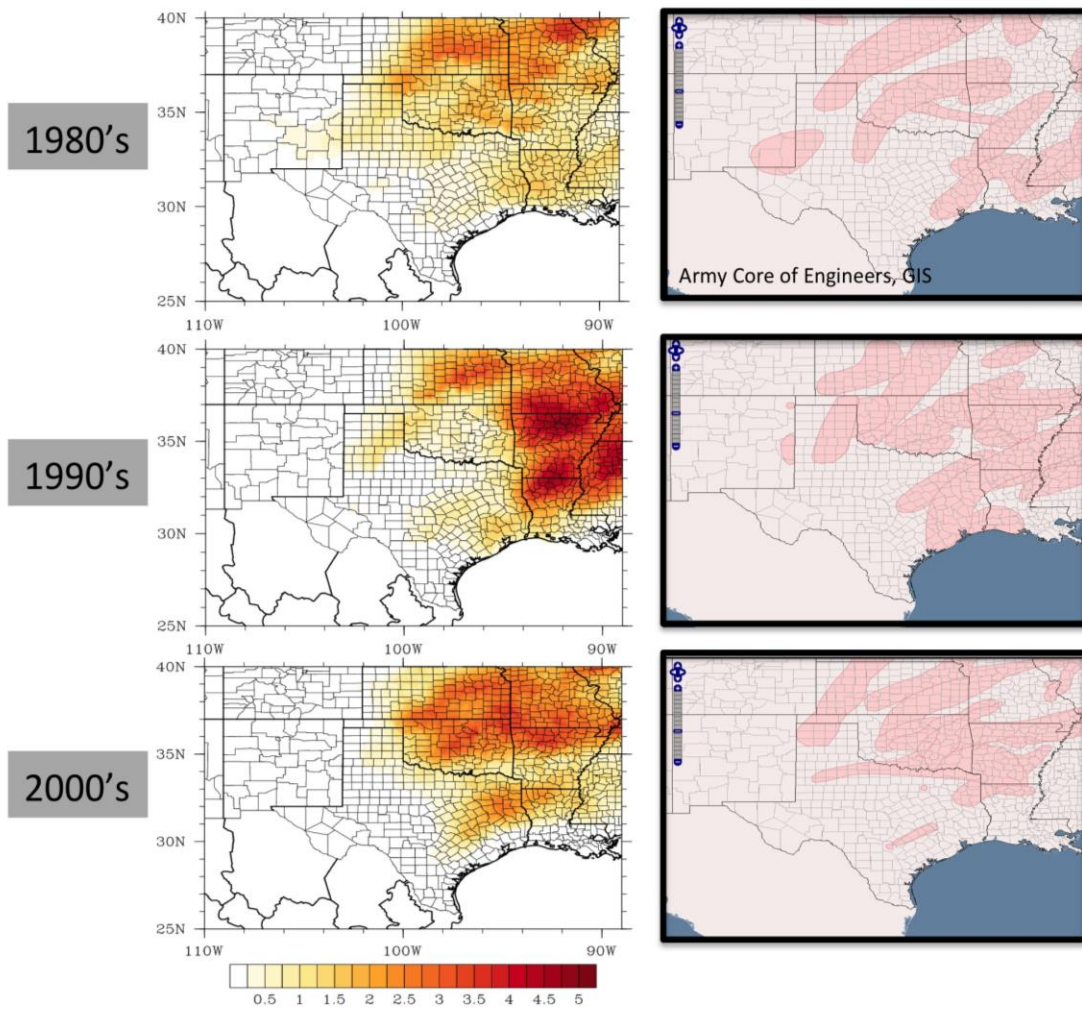 1980's
40N
35N
30N
25N
110W 100W 90W
Army Core of Engineers, GIS
1990's
40N
35N
30N
25N
110W 100W 90W
2000's
40N
35N
30N
25N
110W 100W 90W
0.5 1 1.5 2 2.5 3 3.5 4 4.5 5